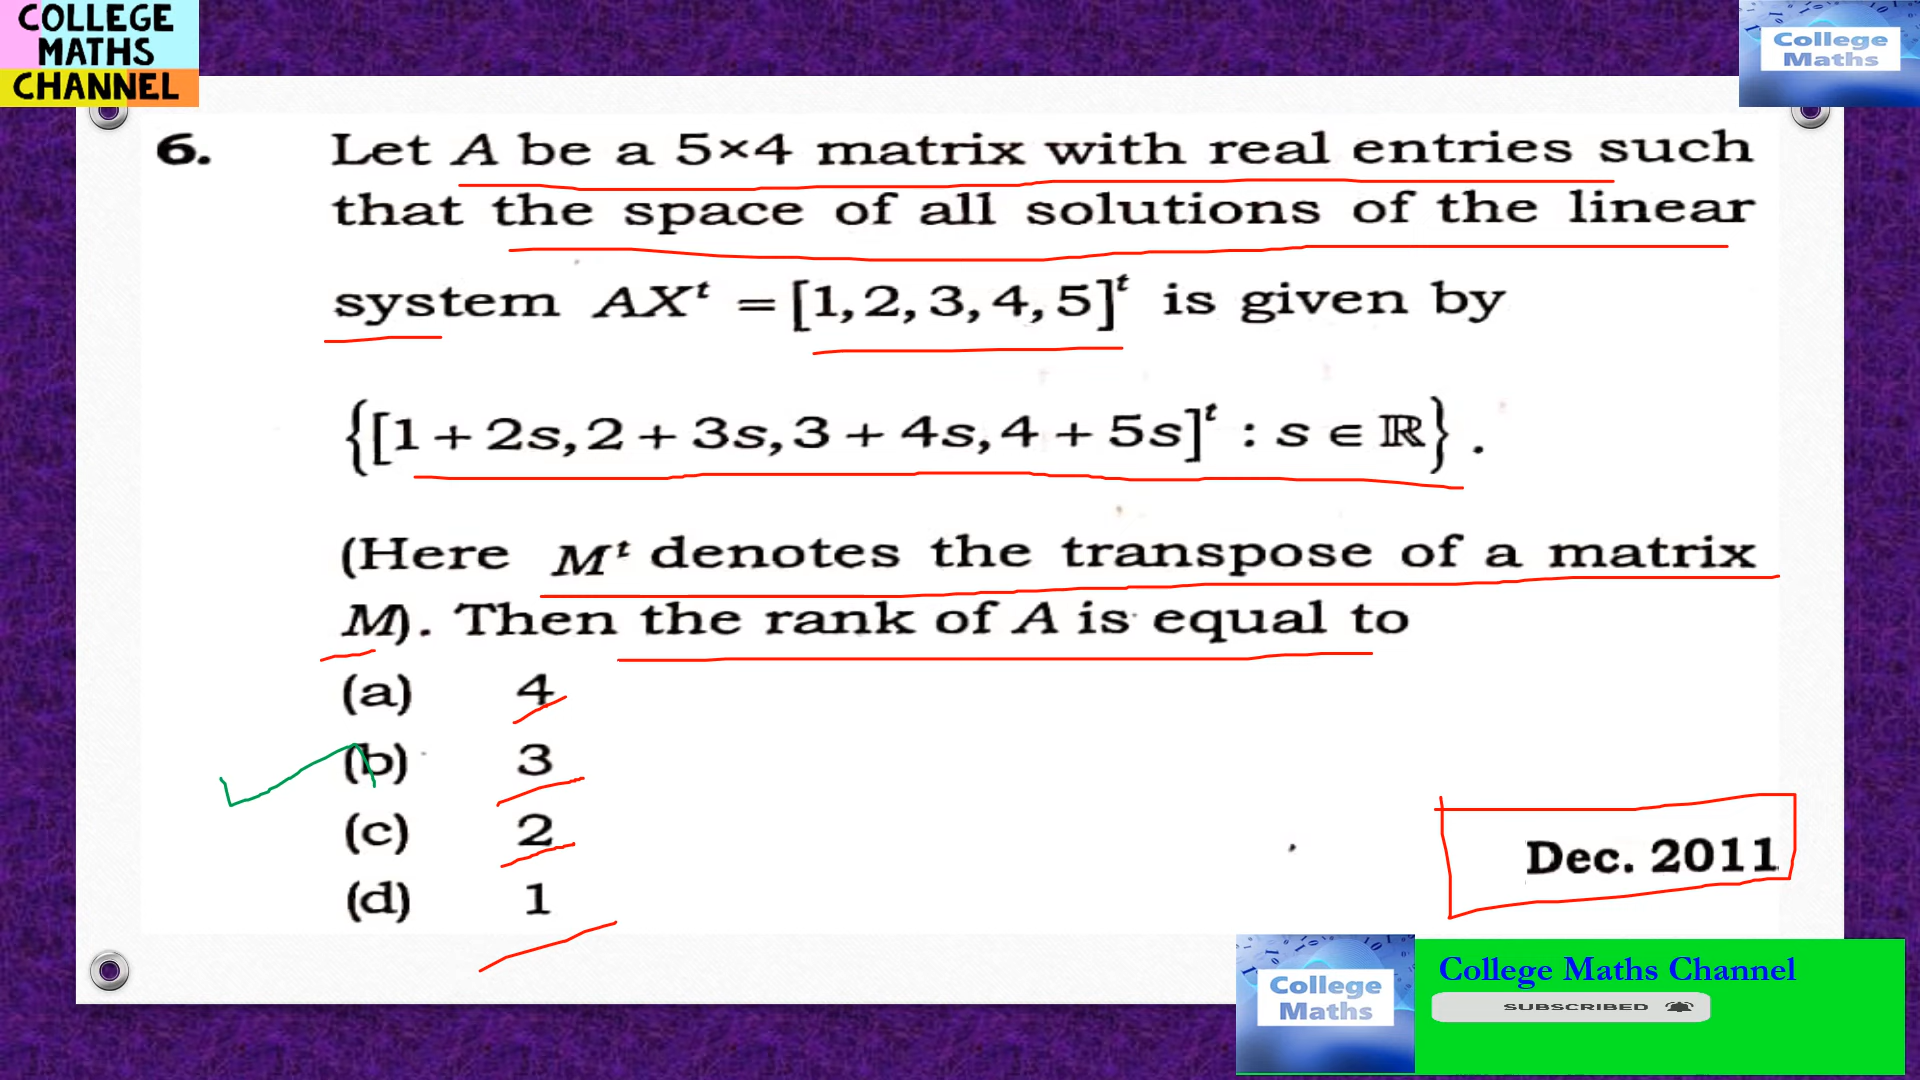 COLLEGE
MATHS
CHANNEL
College
Maths
6. Let A be a 5×4 matrix with real entries such
that the space of all solutions of the linear
system AXᵗ = [1, 2, 3, 4, 5]ᵗ is given by
{[1 + 2s, 2 + 3s, 3 + 4s, 4 + 5s]ᵗ : s ∈ ℝ}.
(Here Mᵗ denotes the transpose of a matrix
M). Then the rank of A is equal to
(a) 4
(b) 3
(c) 2
(d) 1
Dec. 2011
College
Maths
College Maths Channel
SUBSCRIBED